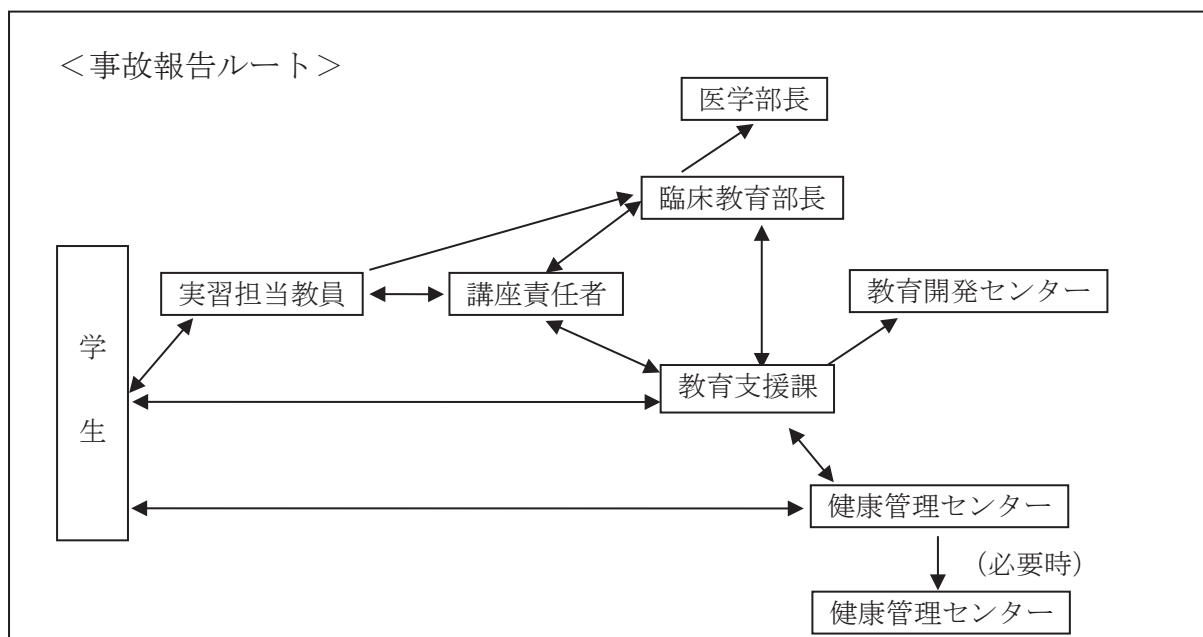 ＜事故報告ルート＞
医学部長
臨床教育部長
実習担当教員
講座責任者
教育開発センター
学生
教育支援課
健康管理センター
（必要時）
健康管理センター